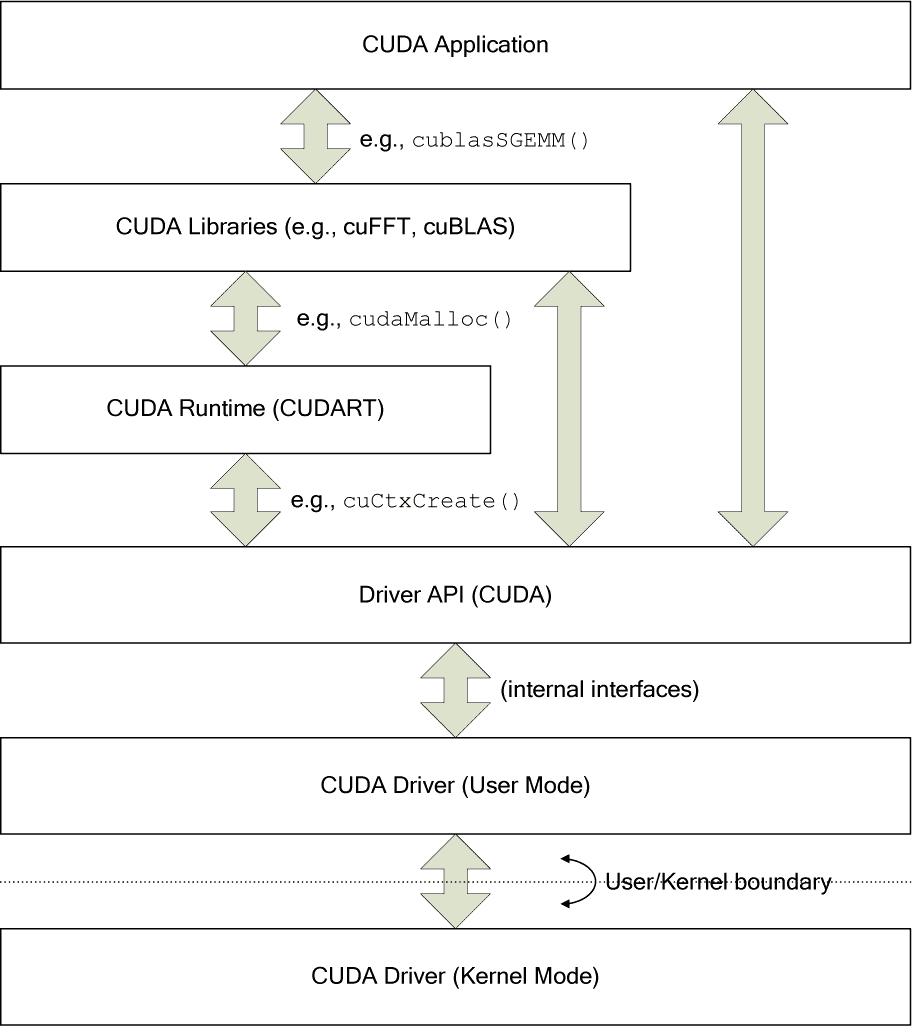 CUDA Application
e.g., cublasSGEMM()
CUDA Libraries (e.g., cuFFT, cuBLAS)
e.g., cudaMalloc()
CUDA Runtime (CUDART)
e.g., cuCtxCreate()
Driver API (CUDA)
(internal interfaces)
CUDA Driver (User Mode)
User/Kernel boundary
CUDA Driver (Kernel Mode)